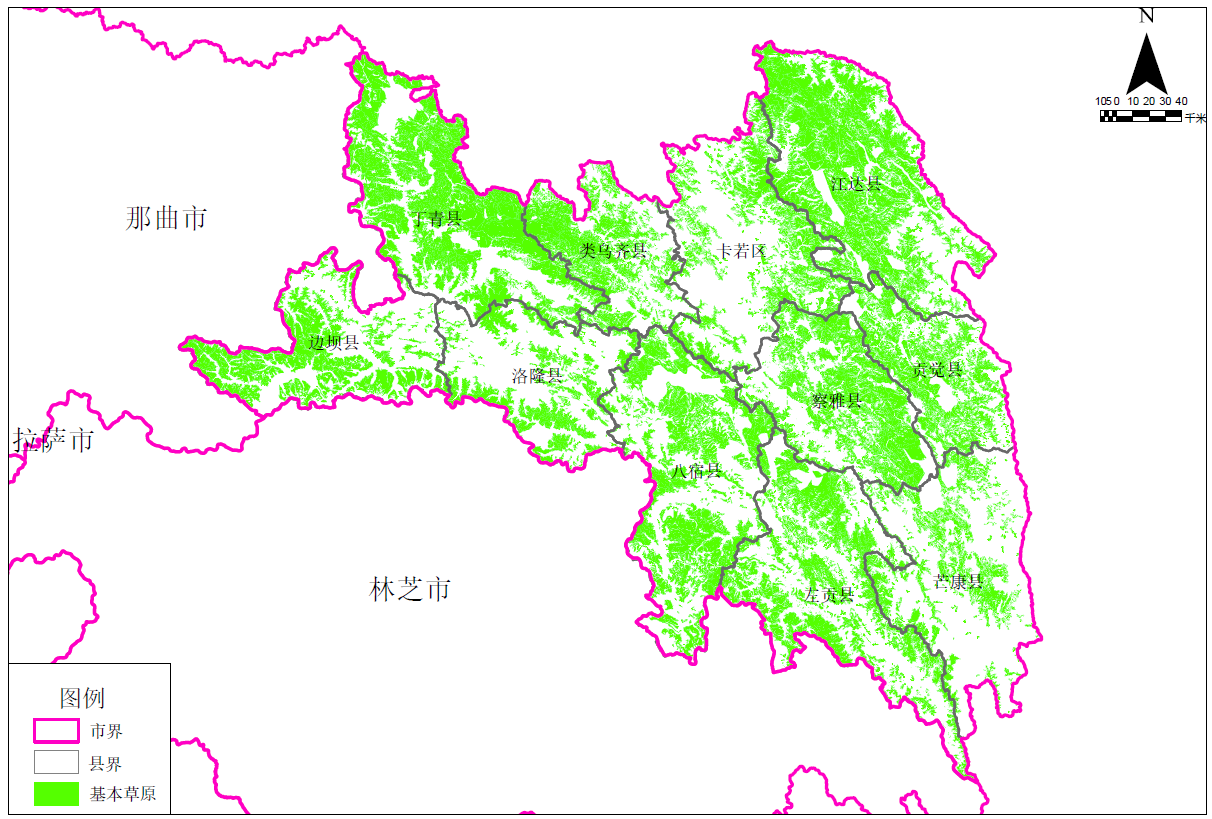 N
1050 10 20 30 40
千米
江达县
丁青县
那曲市
类乌齐县
卡若区
边坝县
洛隆县
贡觉县
察雅县
拉萨市
八宿县
林芝市
芒康县
左贡县
图例
市界
县界
基本草原